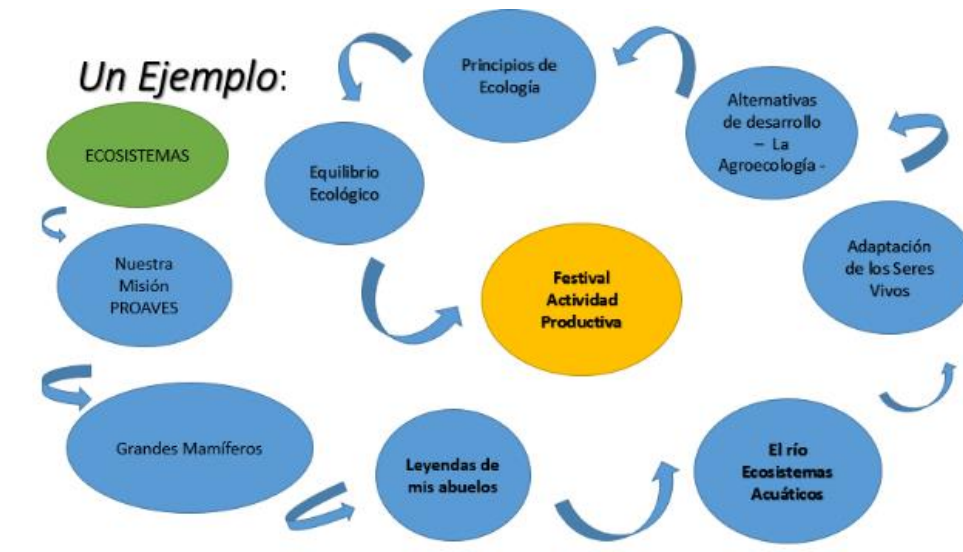 Un Ejemplo:
ECOSISTEMAS
Nuestra
Misión
PROAVES
Grandes Mamíferos
Leyendas de
mis abuelos
El río
Ecosistemas
Acuáticos
Adaptación
de los Seres
Vivos
Alternativas
de desarrollo
– La
Agroecología -
Principios de
Ecología
Equilibrio
Ecológico
Festival
Actividad
Productiva